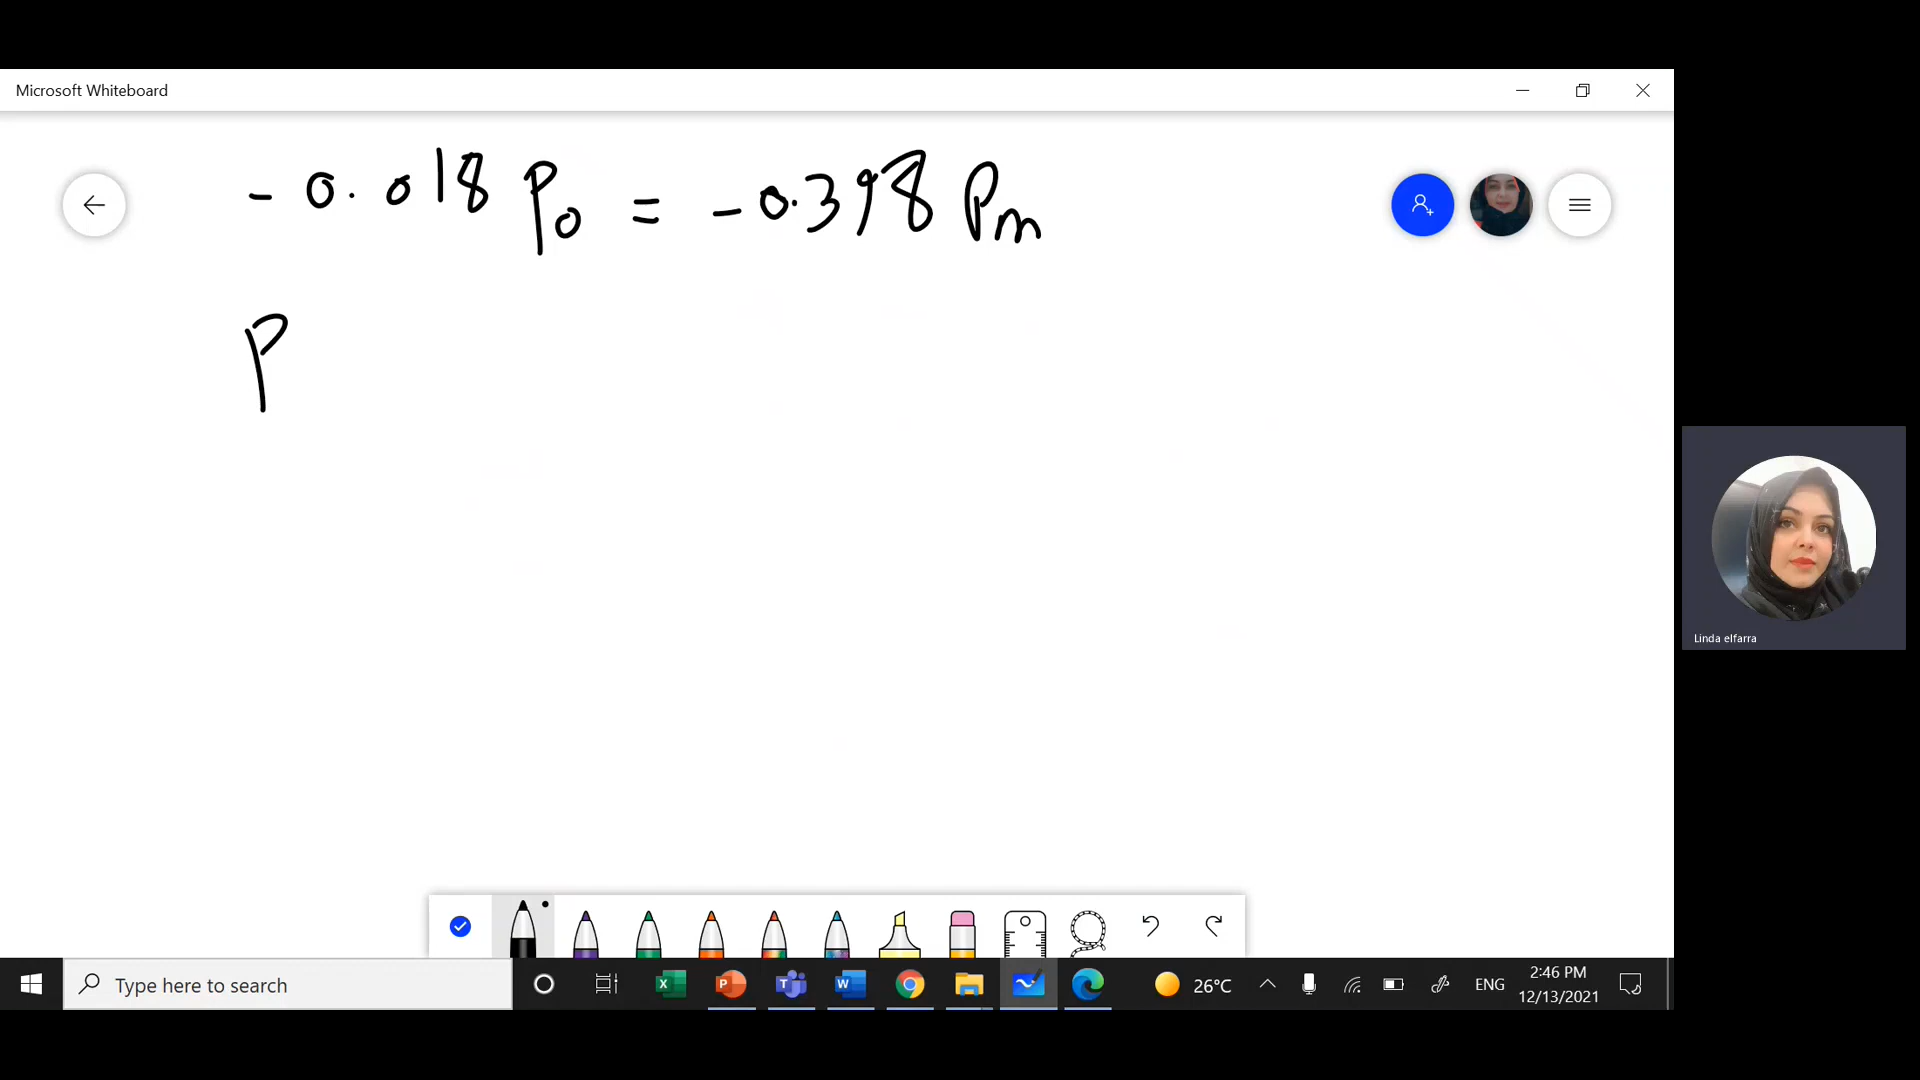 Microsoft Whiteboard
- 0.018 Po = - 0.398 Pm
P
Linda elfarra
Type here to search
26°C
ENG
2:46 PM
12/13/2021